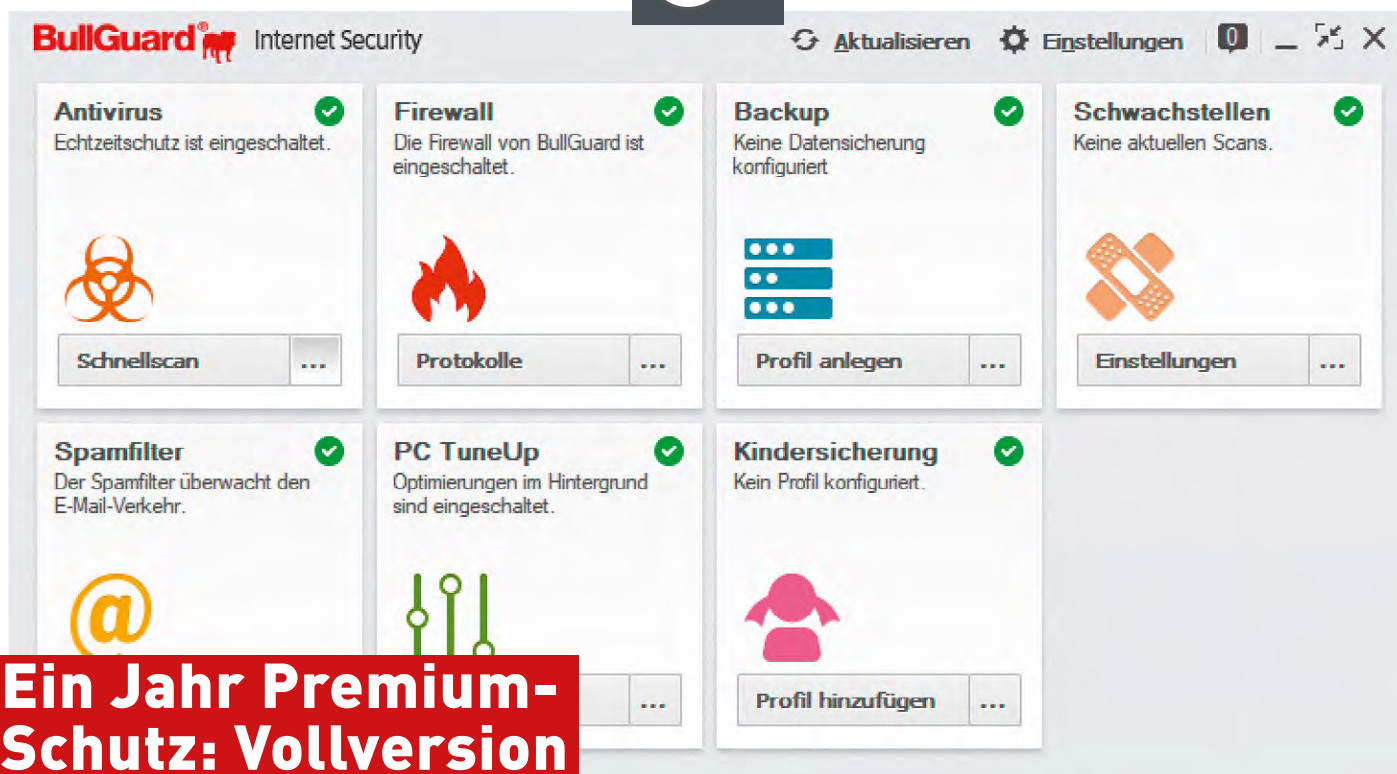 BullGuard® Internet Security
Aktualisieren Einstellungen 0
Antivirus
Echtzeitschutz ist eingeschaltet.
Schnellscan ...
Firewall
Die Firewall von BullGuard ist
eingeschaltet.
Protokolle ...
Backup
Keine Datensicherung
konfiguriert
Profil anlegen ...
Schwachstellen
Keine aktuellen Scans.
Einstellungen ...
Spamfilter
Der Spamfilter überwacht den
E-Mail-Verkehr.
@
PC TuneUp
Optimierungen im Hintergrund
sind eingeschaltet.
...
Kindersicherung
Kein Profil konfiguriert.
Profil hinzufügen ...
Ein Jahr Premium-
Schutz: Vollversion